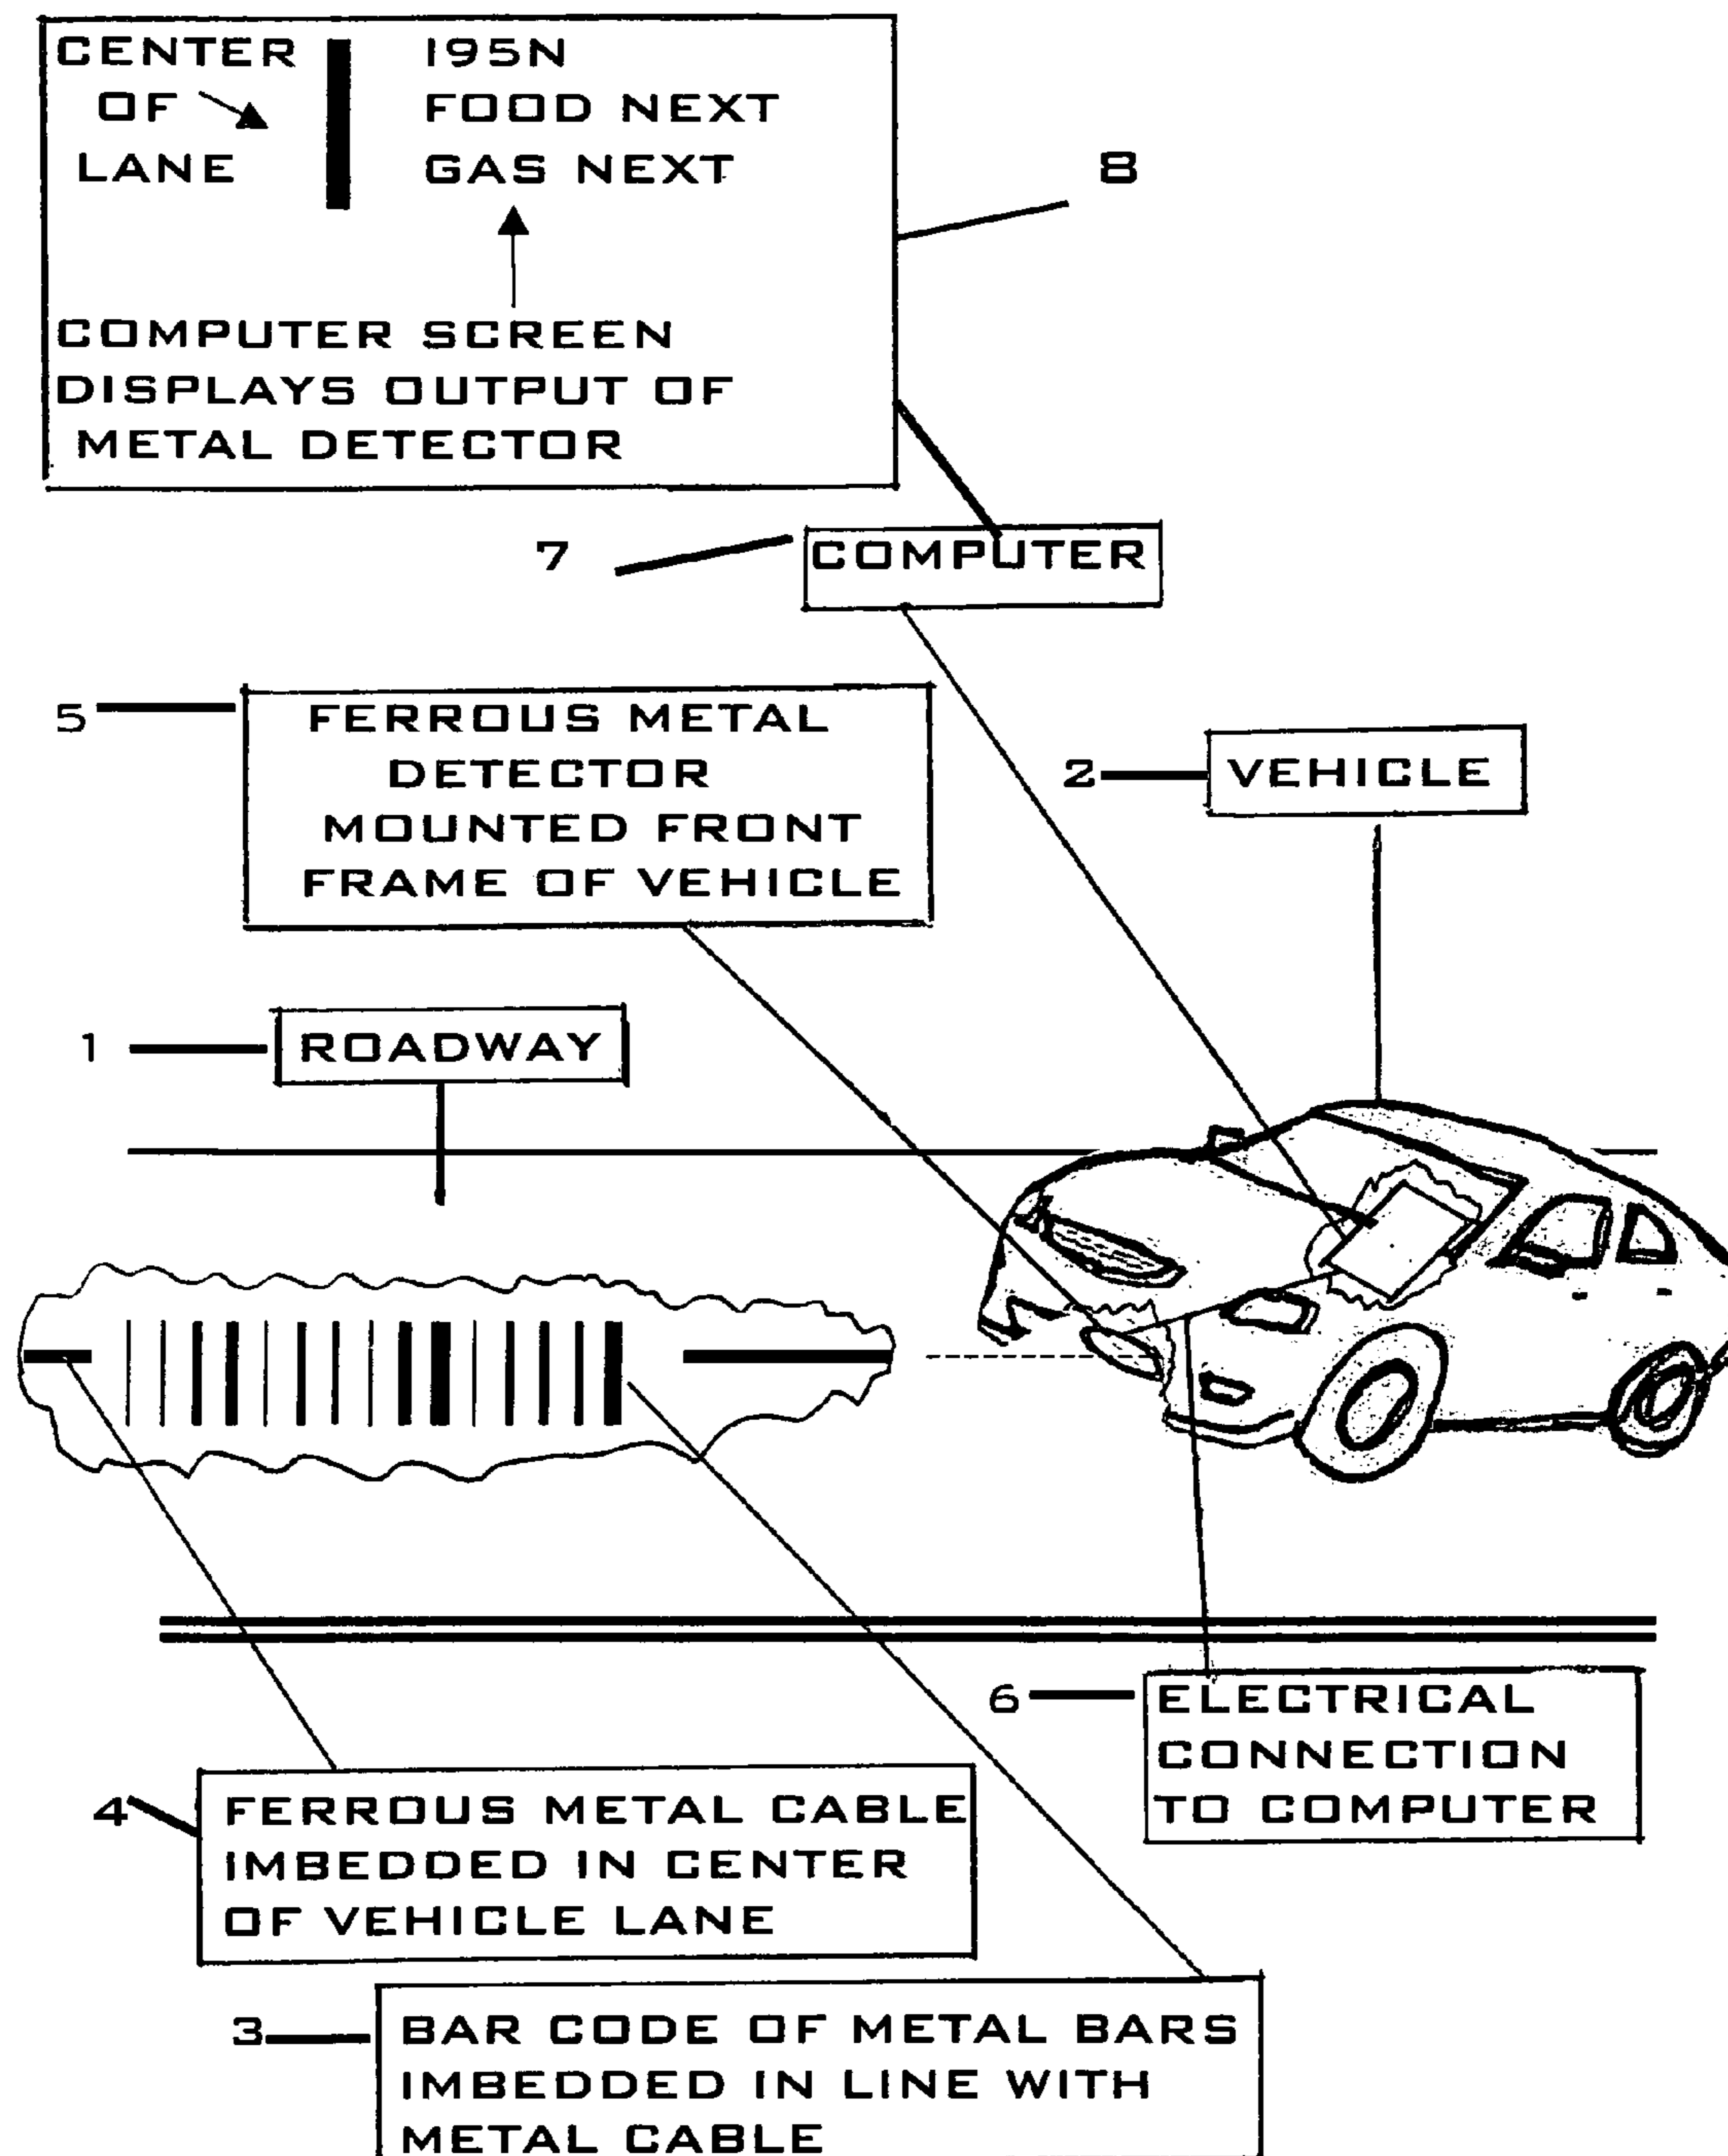 CENTER
OF
LANE
I95N
FOOD NEXT
GAS NEXT
COMPUTER SCREEN
DISPLAYS OUTPUT OF
METAL DETECTOR
8
7
COMPUTER
5
FERROUS METAL
DETECTOR
MOUNTED FRONT
FRAME OF VEHICLE
2
VEHICLE
1
ROADWAY
6
ELECTRICAL
CONNECTION
TO COMPUTER
4
FERROUS METAL CABLE
IMBEDDED IN CENTER
OF VEHICLE LANE
3
BAR CODE OF METAL BARS
IMBEDDED IN LINE WITH
METAL CABLE